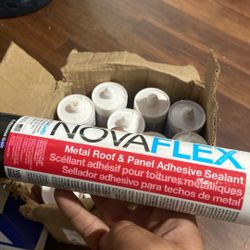 NOVAFLEX
Metal Roof & Panel Adhesive Sealant
Scellant adhésif pour toitures métalliques
Sellador adhesivo para techos de metal